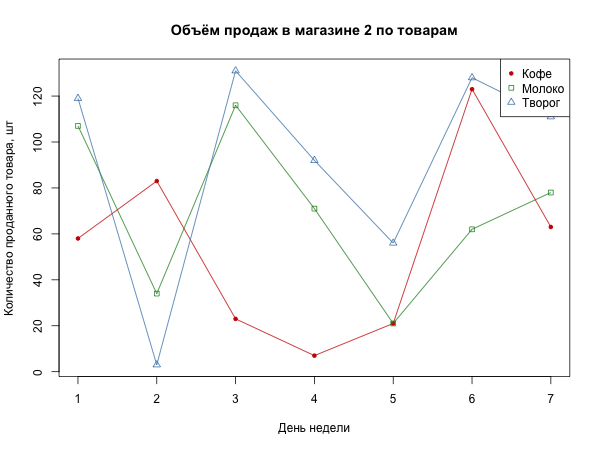 Объём продаж в магазине 2 по товарам
Количество проданного товара, шт
120
100
80
60
40
20
0
Кофе
Молоко
Творог
1 2 3 4 5 6 7
День недели